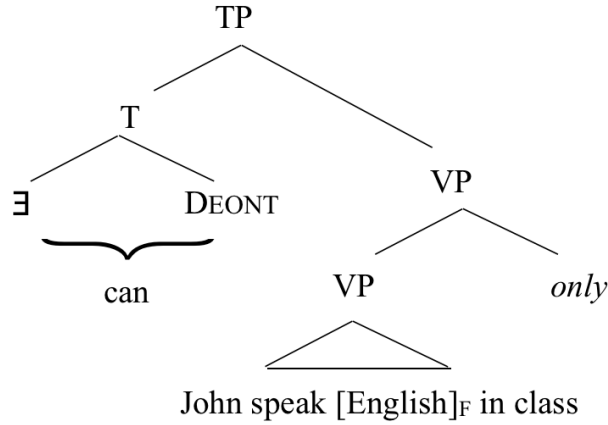 TP
T
VP
∃ DEONT
can
VP only
John speak [English]F in class